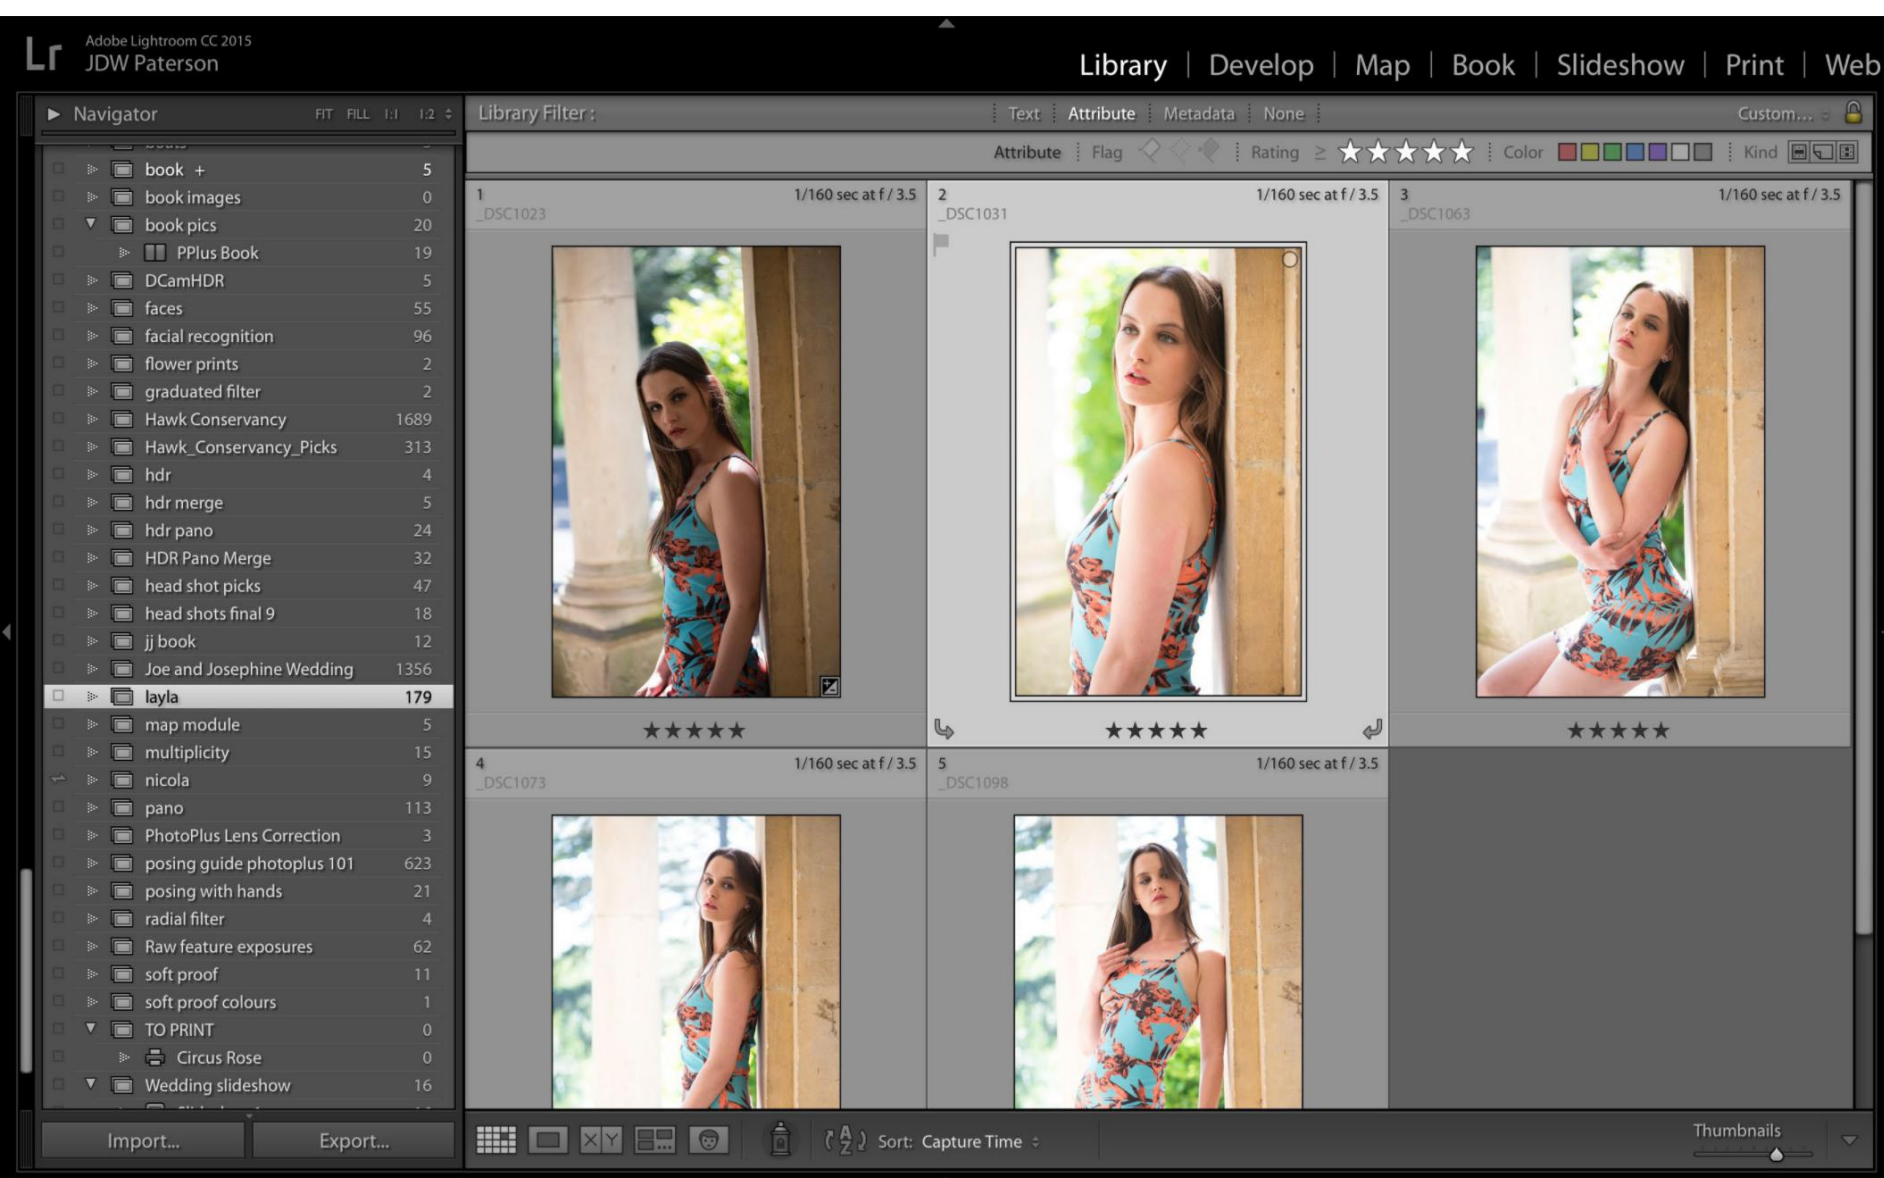 Lr
Adobe Lightroom CC 2015
JDW Paterson
Library | Develop | Map | Book | Slideshow | Print | Web
Navigator FIT FILL 1:1 1:2
book + 5
book images 0
book pics 20
PPlus Book 19
DCamHDR 5
faces 55
facial recognition 96
flower prints 2
graduated filter 2
Hawk Conservancy 1689
Hawk_Conservancy_Picks 313
hdr 4
hdr merge 5
hdr pano 24
HDR Pano Merge 32
head shot picks 47
head shots final 9 18
jj book 12
Joe and Josephine Wedding 1356
layla 179
map module 5
multiplicity 15
nicola 9
pano 113
PhotoPlus Lens Correction 3
posing guide photoplus 101 623
posing with hands 21
radial filter 4
Raw feature exposures 62
soft proof 11
soft proof colours 1
TO PRINT 0
Circus Rose 0
Wedding slideshow 16
Import... Export...
Library Filter : Text Attribute Metadata None Custom...
Attribute Flag Rating ≥ ★★★★★ Color Kind
1 1/160 sec at f / 3.5
_DSC1023
★★★★★
2 1/160 sec at f / 3.5
_DSC1031
★★★★★
3 1/160 sec at f / 3.5
_DSC1063
★★★★★
4 1/160 sec at f / 3.5
_DSC1073
5 1/160 sec at f / 3.5
_DSC1098
X Y
A Z Sort: Capture Time
Thumbnails